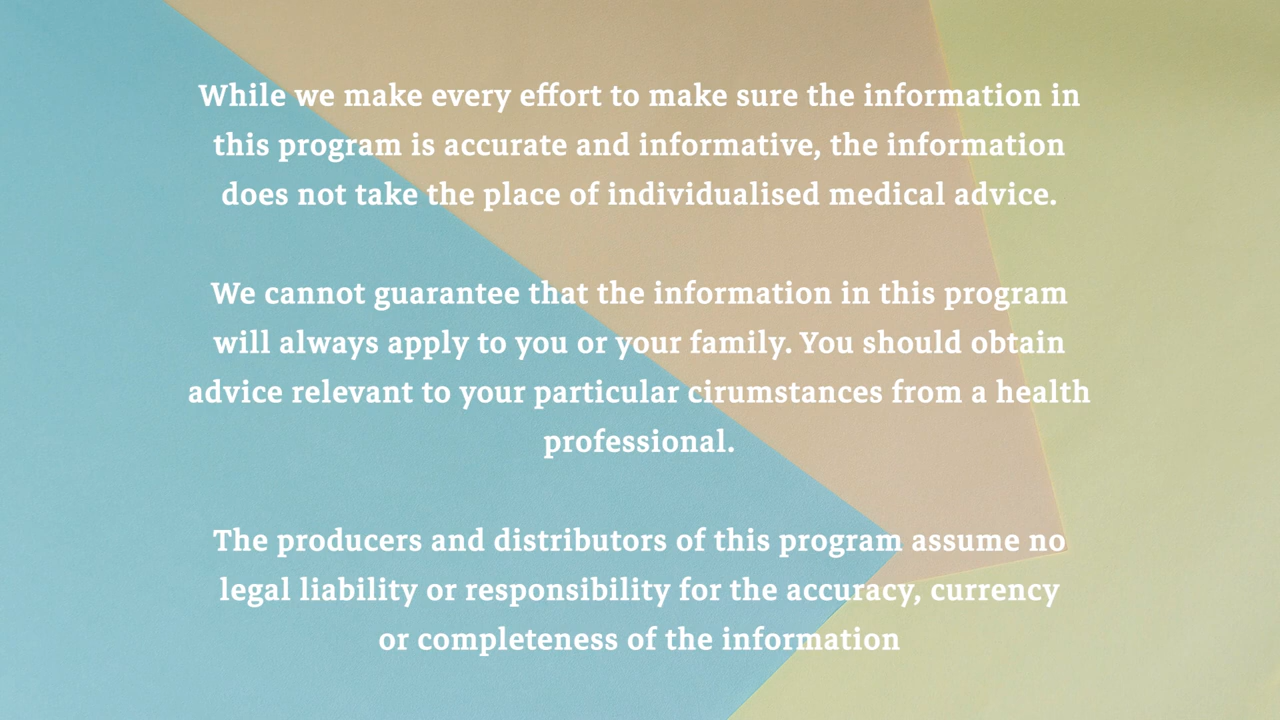 While we make every effort to make sure the information in
this program is accurate and informative, the information
does not take the place of individualised medical advice.
We cannot guarantee that the information in this program
will always apply to you or your family. You should obtain
advice relevant to your particular cirumstances from a health
professional.
The producers and distributors of this program assume no
legal liability or responsibility for the accuracy, currency
or completeness of the information